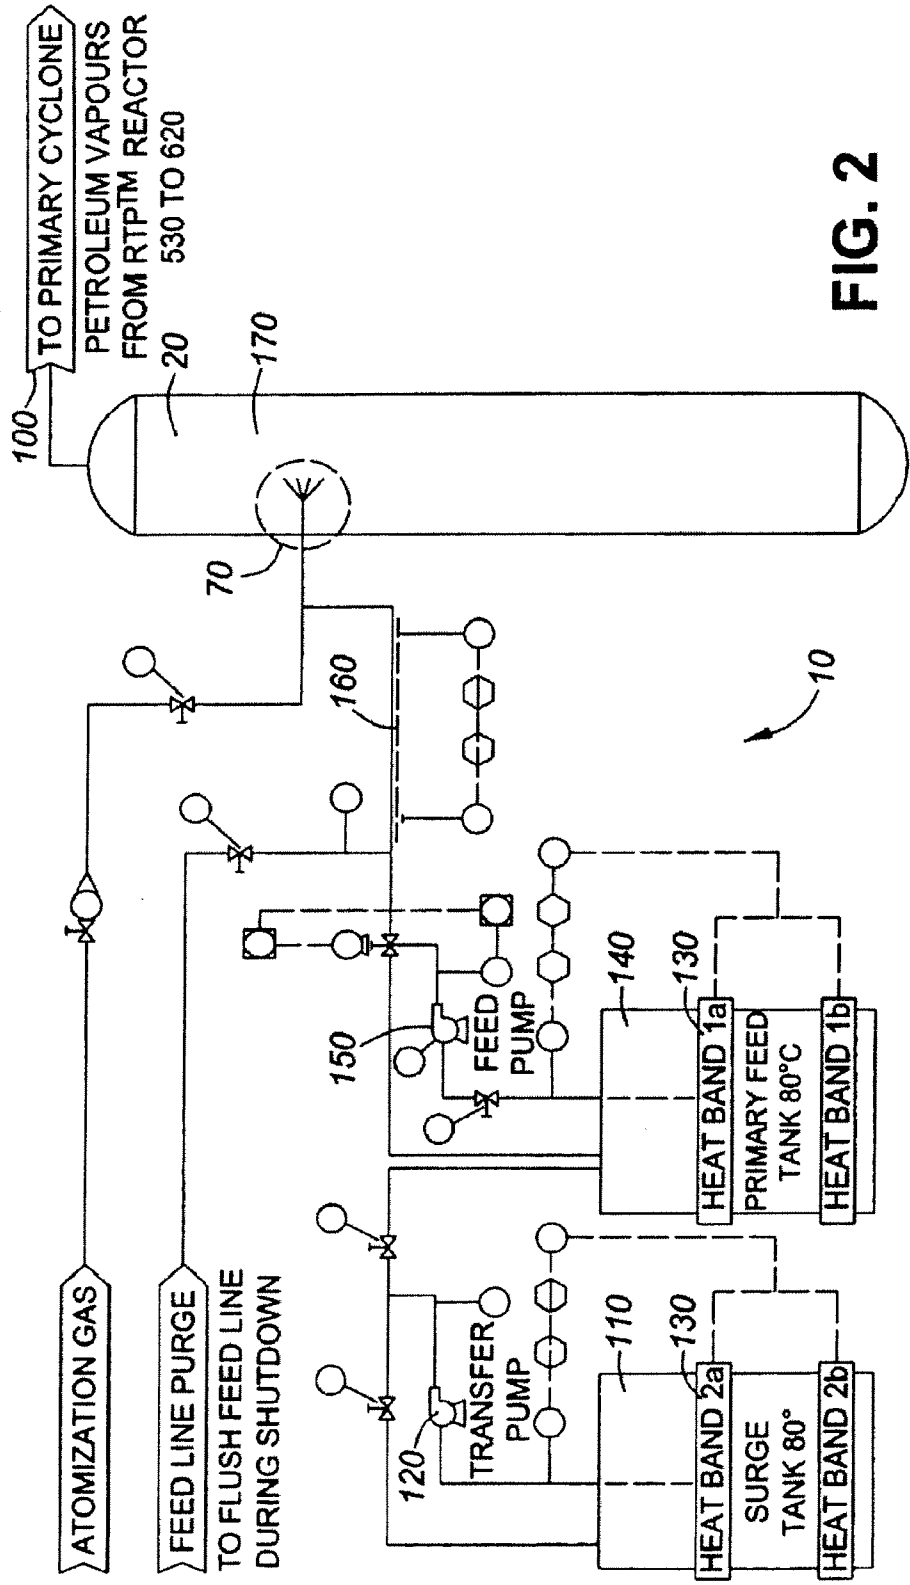 100
TO PRIMARY CYCLONE
PETROLEUM VAPOURS
FROM RTP™ REACTOR
530 TO 620
20
170
70
ATOMIZATION GAS
FEED LINE PURGE
TO FLUSH FEED LINE
DURING SHUTDOWN
160
10
150
FEED
PUMP
140
130
HEAT BAND 1a
PRIMARY FEED
TANK 80°C
HEAT BAND 1b
120
TRANSFER
PUMP
110
130
HEAT BAND 2a
SURGE
TANK 80°
HEAT BAND 2b
FIG. 2